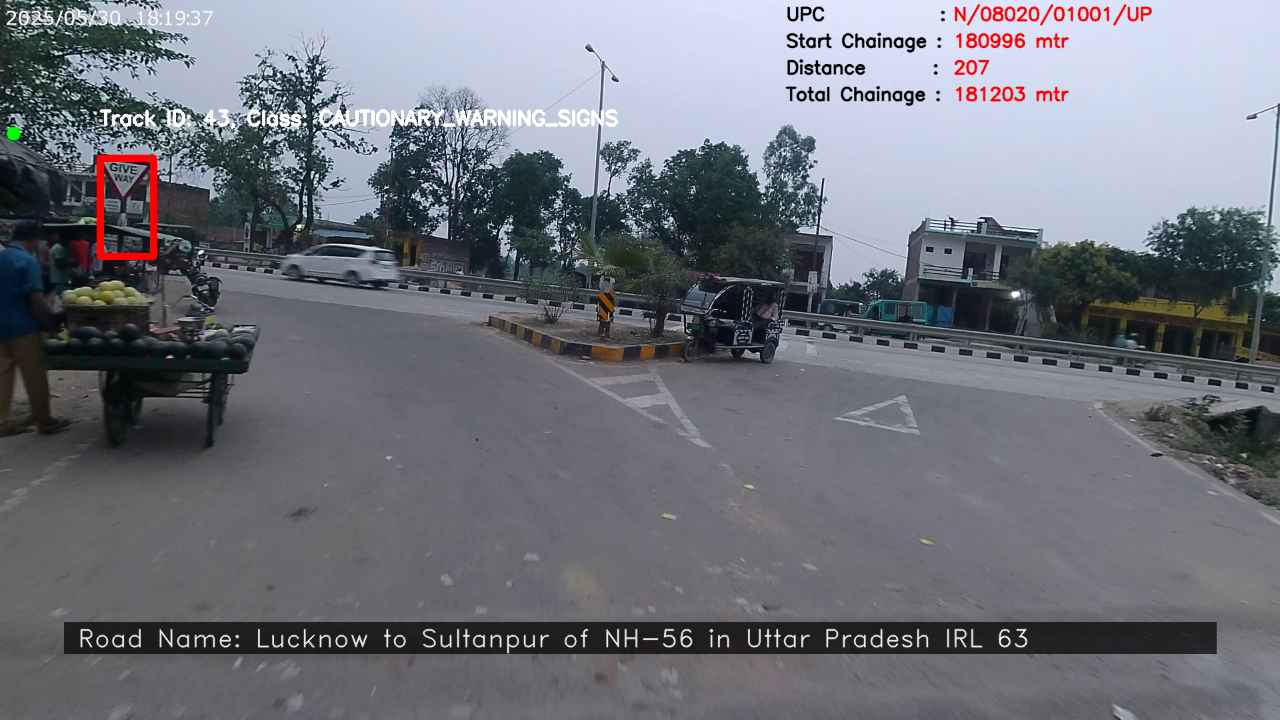 2025/05/30 18:19:37
UPC : N/08020/01001/UP
Start Chainage : 180996 mtr
Distance : 207
Total Chainage : 181203 mtr
Track ID: 43, Class: CAUTIONARY_WARNING_SIGNS
GIVE
WAY
Road Name: Lucknow to Sultanpur of NH-56 in Uttar Pradesh IRL 63